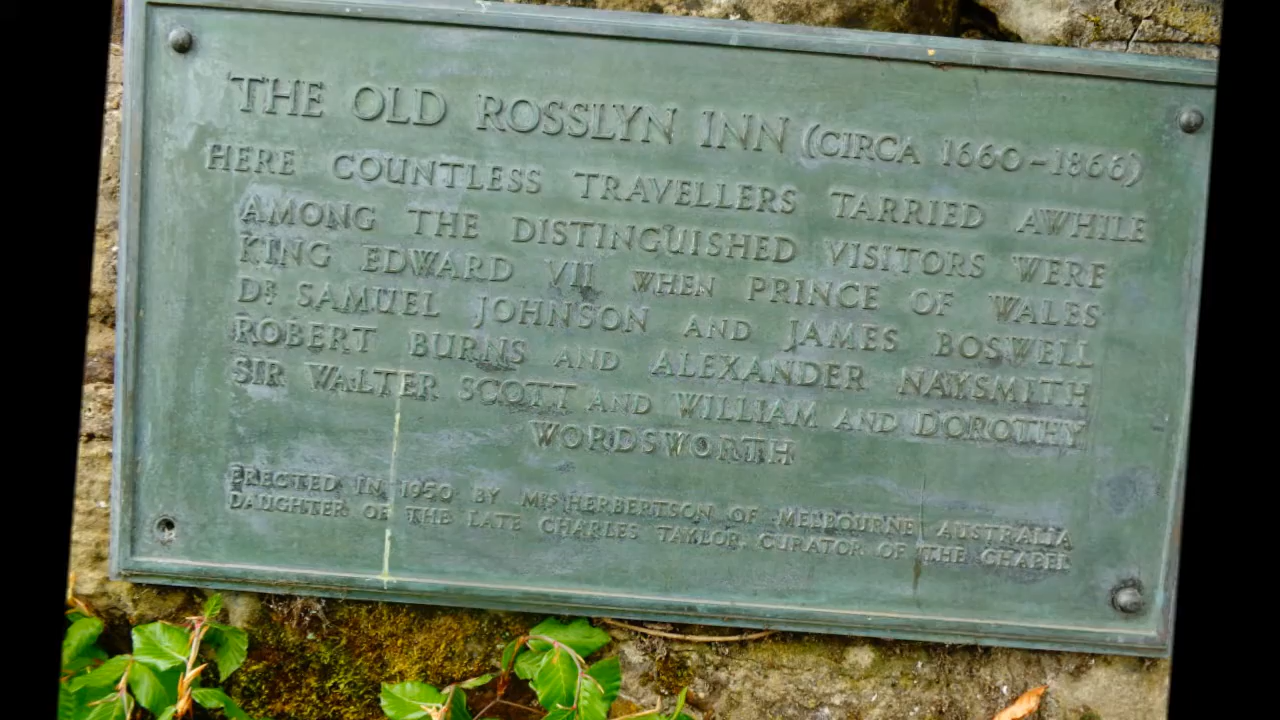 THE OLD ROSSLYN INN (CIRCA 1660-1866)
HERE COUNTLESS TRAVELLERS TARRIED AWHILE
AMONG THE DISTINGUISHED VISITORS WERE
KING EDWARD VII WHEN PRINCE OF WALES
DR SAMUEL JOHNSON AND JAMES BOSWELL
ROBERT BURNS AND ALEXANDER NAYSMITH
SIR WALTER SCOTT AND WILLIAM AND DOROTHY
WORDSWORTH
ERECTED IN 1950 BY MRS HERBERTSON OF MELBOURNE AUSTRALIA
DAUGHTER OF THE LATE CHARLES TAYLOR, CURATOR OF THE CHAPEL